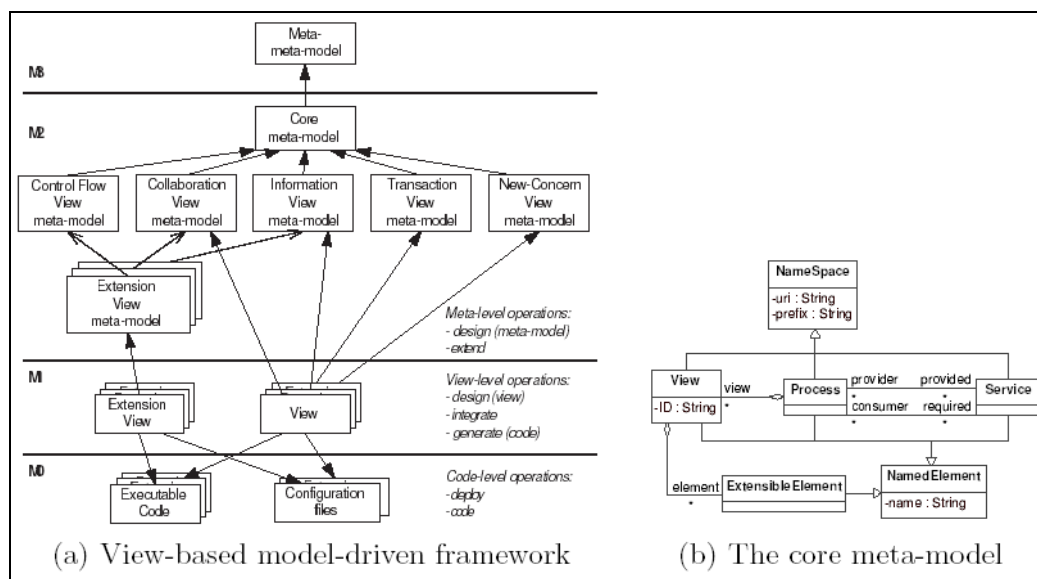 Meta-
meta-model
M3
M2
Core
meta-model
Control Flow
View
meta-model
Collaboration
View
meta-model
Information
View
meta-model
Transaction
View
meta-model
New-Concern
View
meta-model
Extension
View
meta-model
Meta-level operations:
- design (meta-model)
- extend
M1
Extension
View
View
View-level operations:
- design (view)
- integrate
- generate (code)
M0
Executable
Code
Configuration
files
Code-level operations:
- deploy
- code
(a) View-based model-driven framework
NameSpace
-uri : String
-prefix : String
View
-ID : String
view
*
Process
provider
*
consumer
*
provided
*
required
*
Service
element
*
ExtensibleElement
NamedElement
-name : String
(b) The core meta-model